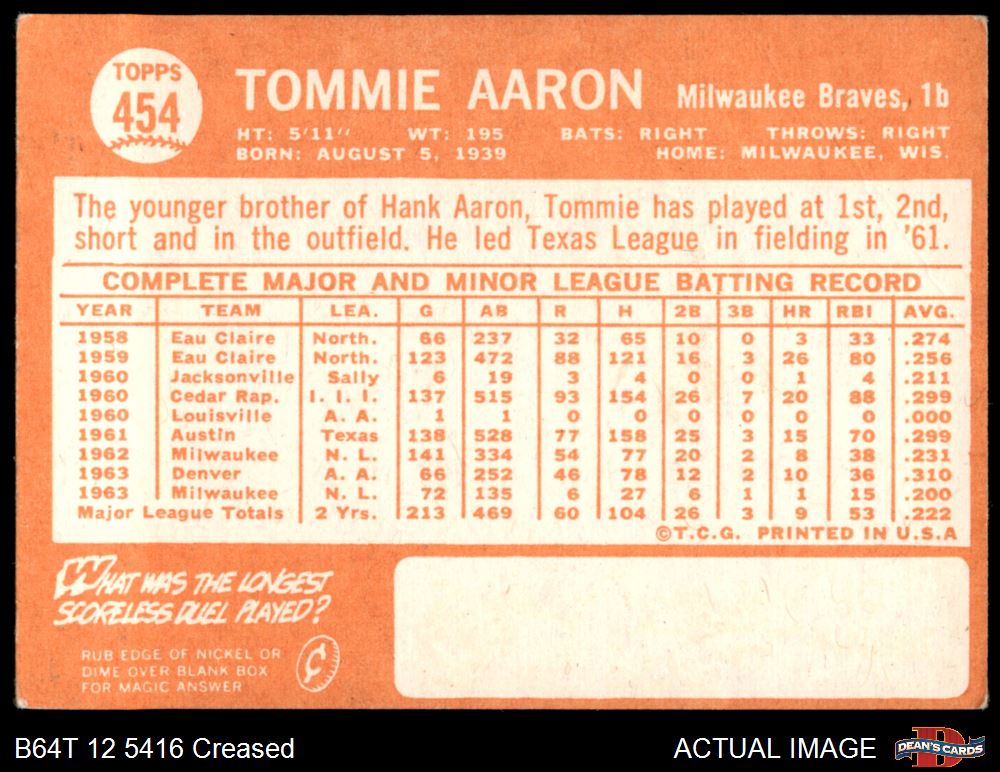 TOPPS
454
TOMMIE AARON Milwaukee Braves, 1b
HT: 5'11" WT: 195 BATS: RIGHT THROWS: RIGHT
BORN: AUGUST 5, 1939 HOME: MILWAUKEE, WIS.
The younger brother of Hank Aaron, Tommie has played at 1st, 2nd,
short and in the outfield. He led Texas League in fielding in '61.
COMPLETE MAJOR AND MINOR LEAGUE BATTING RECORD
YEAR TEAM LEA. G AB R H 2B 3B HR RBI AVG.
1958 Eau Claire North. 66 237 32 65 10 0 3 33 .274
1959 Eau Claire North. 123 472 88 121 16 3 26 80 .256
1960 Jacksonville Sally 6 19 3 4 0 0 1 4 .211
1960 Cedar Rap. I. I. I. 137 515 93 154 26 7 20 88 .299
1960 Louisville A. A. 1 1 0 0 0 0 0 0 .000
1961 Austin Texas 138 528 77 158 25 3 15 70 .299
1962 Milwaukee N. L. 141 334 54 77 20 2 8 38 .231
1963 Denver A. A. 66 252 46 78 12 2 10 36 .310
1963 Milwaukee N. L. 72 135 6 27 6 1 1 15 .200
Major League Totals 2 Yrs. 213 469 60 104 26 3 9 53 .222
©T.C.G. PRINTED IN U.S.A
WHAT WAS THE LONGEST
SCORELESS DUEL PLAYED?
RUB EDGE OF NICKEL OR
DIME OVER BLANK BOX
FOR MAGIC ANSWER
¢
B64T 12 5416 Creased
ACTUAL IMAGE
D
DEAN'S CARDS